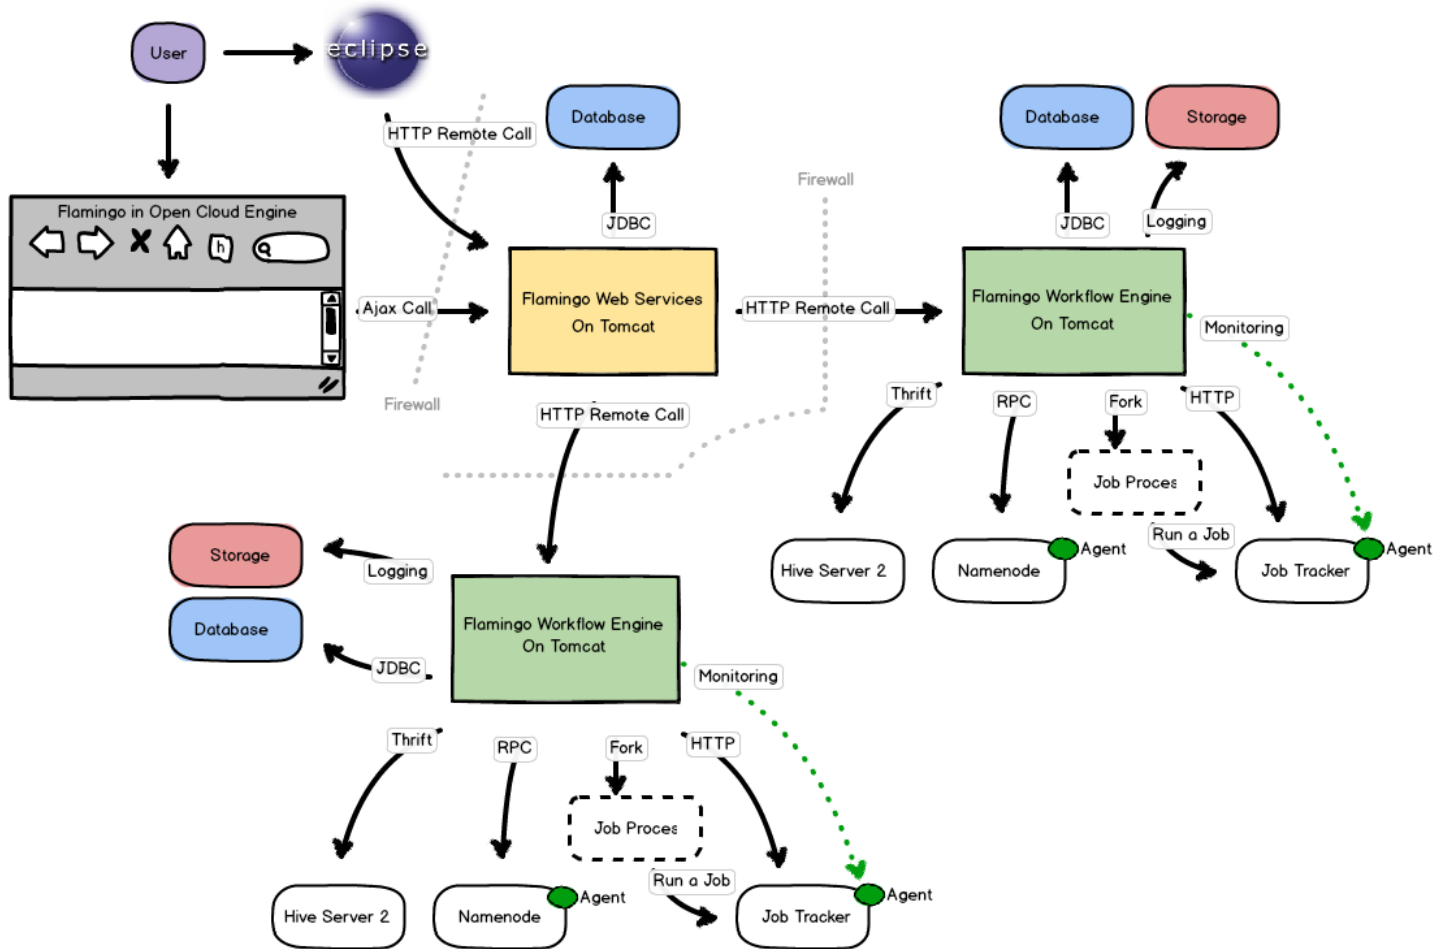 User
eclipse
HTTP Remote Call
Database
Database
Storage
Firewall
JDBC
JDBC
Logging
Flamingo in Open Cloud Engine
h
Flamingo Web Services
On Tomcat
Flamingo Workflow Engine
On Tomcat
Ajax Call
HTTP Remote Call
Monitoring
Firewall
HTTP Remote Call
Thrift
RPC
Fork
HTTP
Job Proces
Run a Job
Hive Server 2
Namenode
Agent
Job Tracker
Agent
Storage
Logging
Database
JDBC
Flamingo Workflow Engine
On Tomcat
Monitoring
Thrift
RPC
Fork
HTTP
Job Proces
Run a Job
Hive Server 2
Namenode
Agent
Job Tracker
Agent